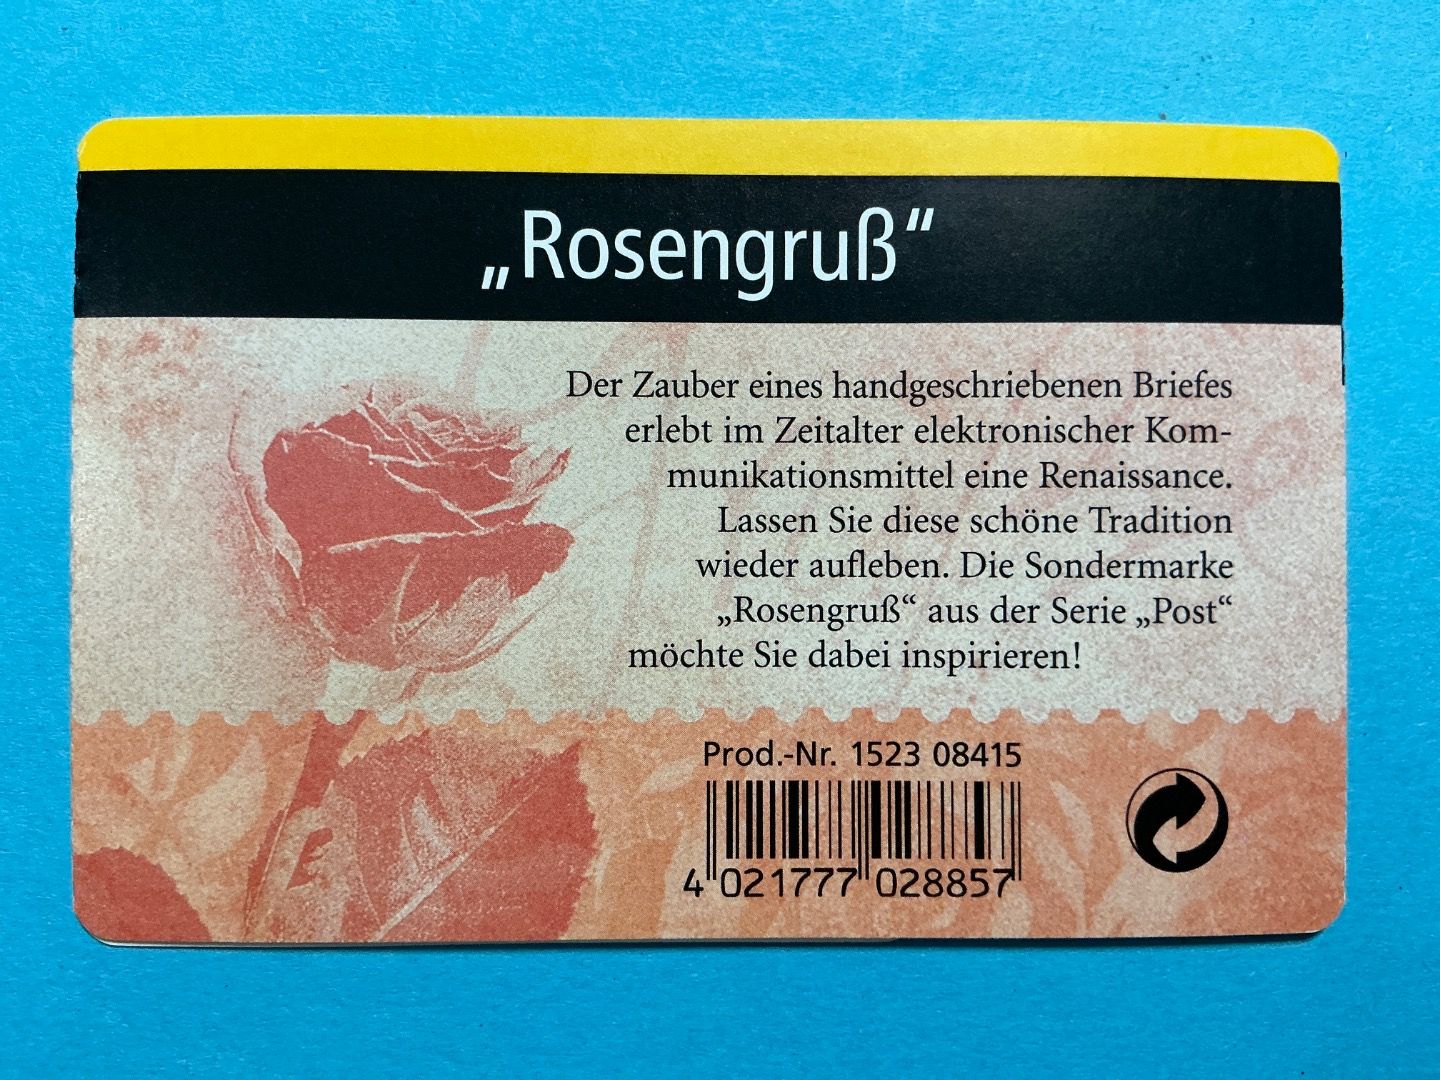 „Rosengruß“
Der Zauber eines handgeschriebenen Briefes
erlebt im Zeitalter elektronischer Kom-
munikationsmittel eine Renaissance.
Lassen Sie diese schöne Tradition
wieder aufleben. Die Sondermarke
„Rosengruß“ aus der Serie „Post“
möchte Sie dabei inspirieren!
Prod.-Nr. 1523 08415
4 021777 028857